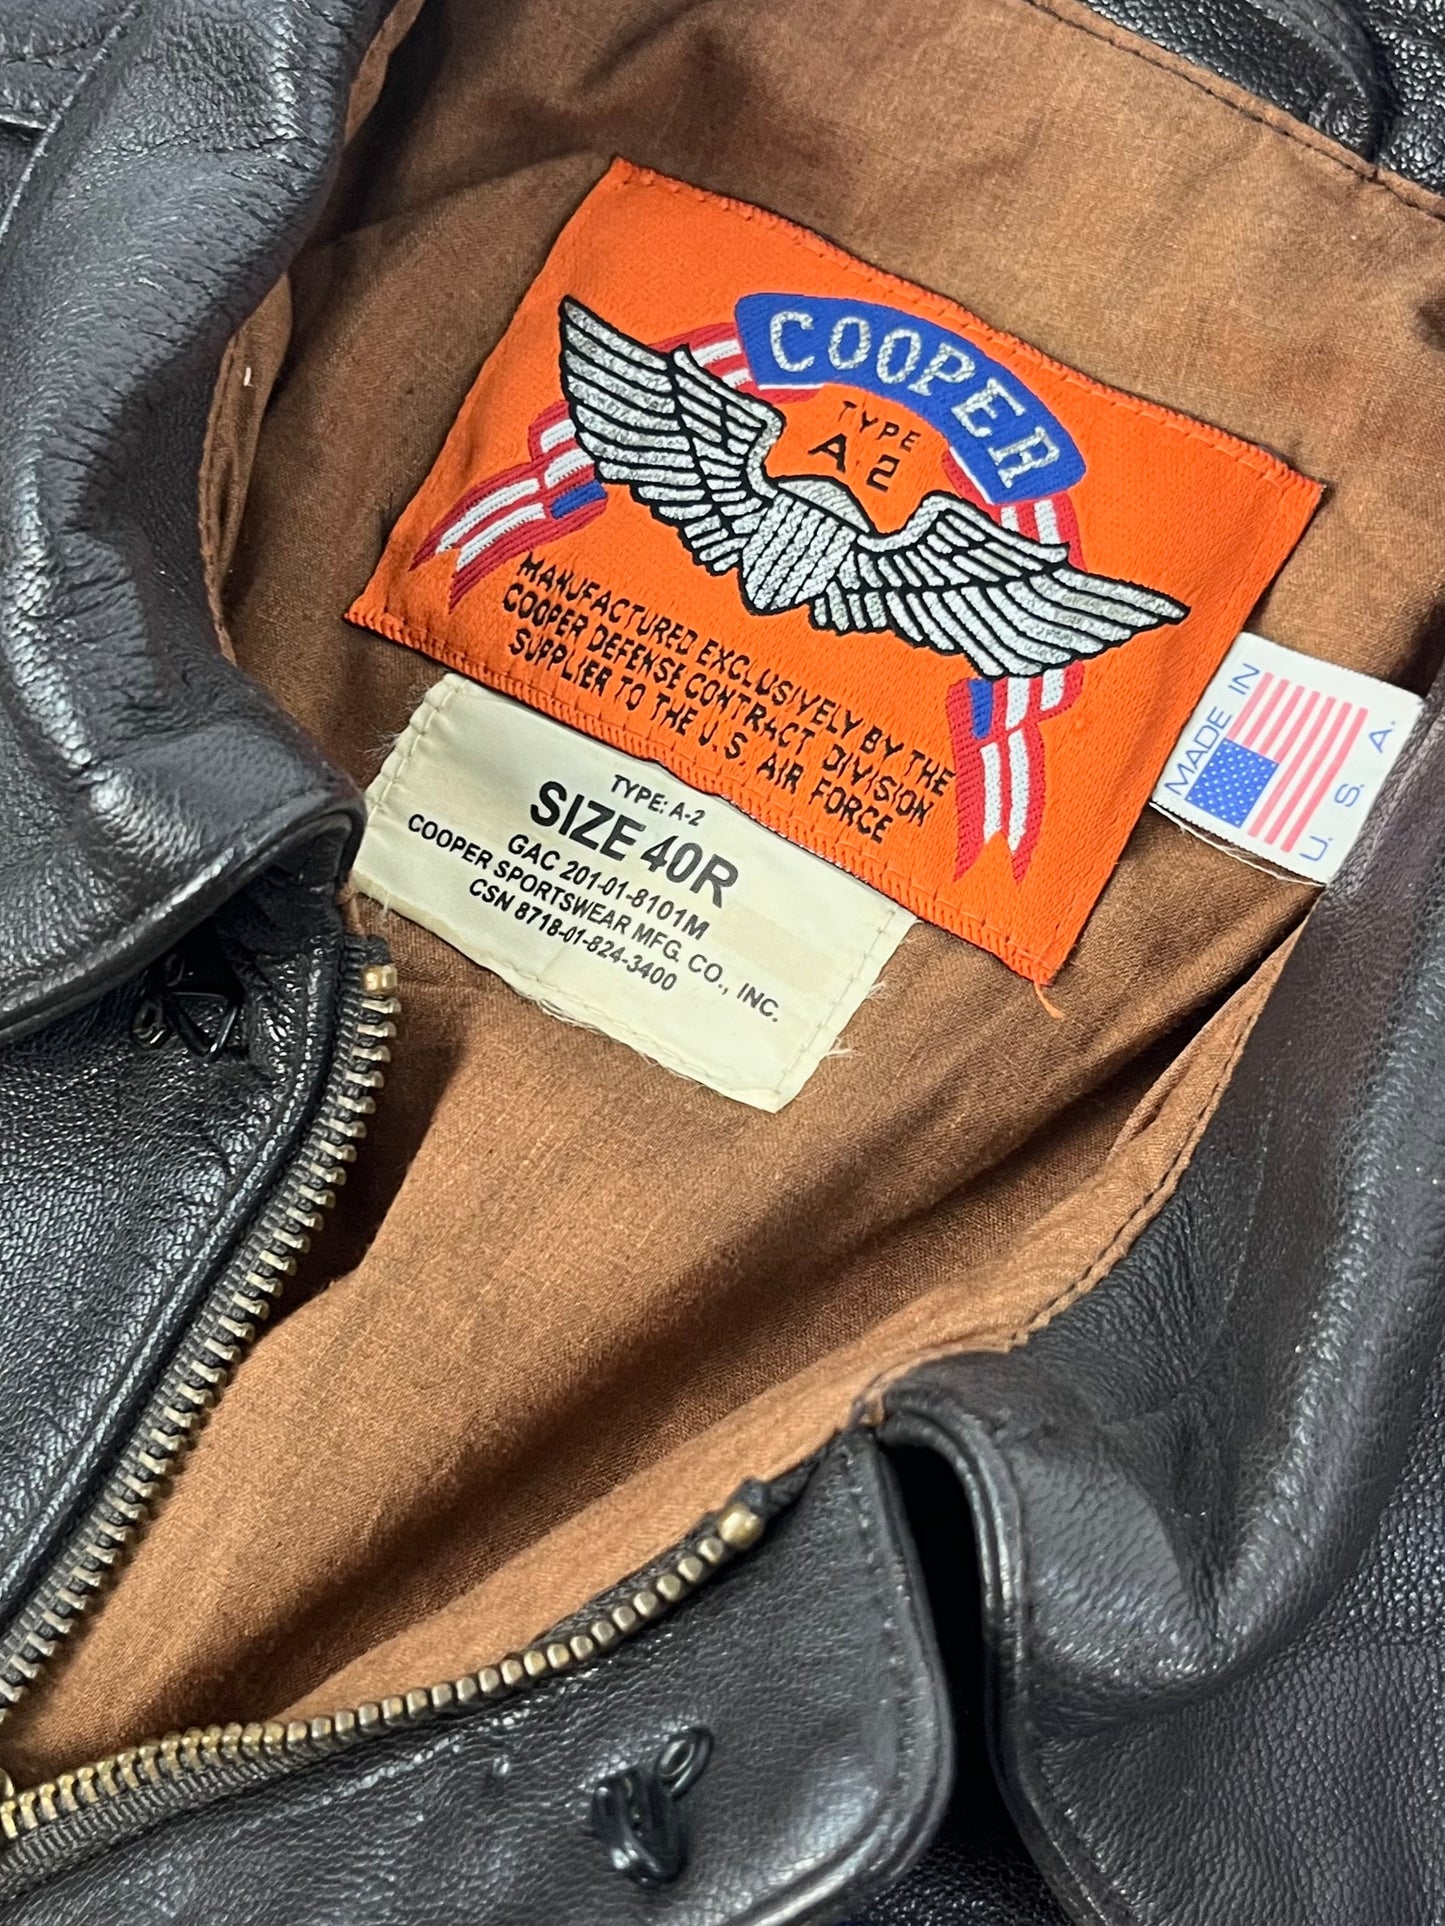 COOPER
TYPE
A-2
MANUFACTURED EXCLUSIVELY BY THE
COOPER DEFENSE CONTRACT DIVISION
SUPPLIER TO THE U.S. AIR FORCE
MADE IN
U. S. A.
TYPE: A-2
SIZE 40R
GAC 201-01-8101M
COOPER SPORTSWEAR MFG. CO., INC.
CSN 8718-01-824-3400